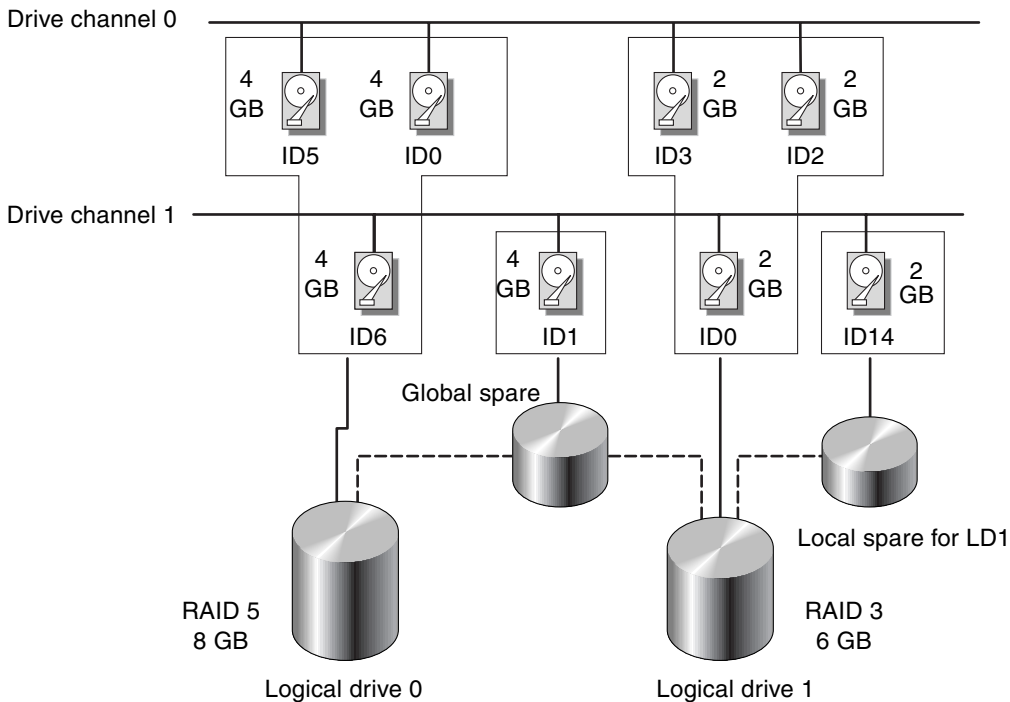 Drive channel 0
4
GB
4
GB
2
GB
2
GB
ID5
ID0
ID3
ID2
Drive channel 1
4
GB
4
GB
2
GB
2
GB
ID6
ID1
ID0
ID14
Global spare
Local spare for LD1
RAID 5
8 GB
RAID 3
6 GB
Logical drive 0
Logical drive 1